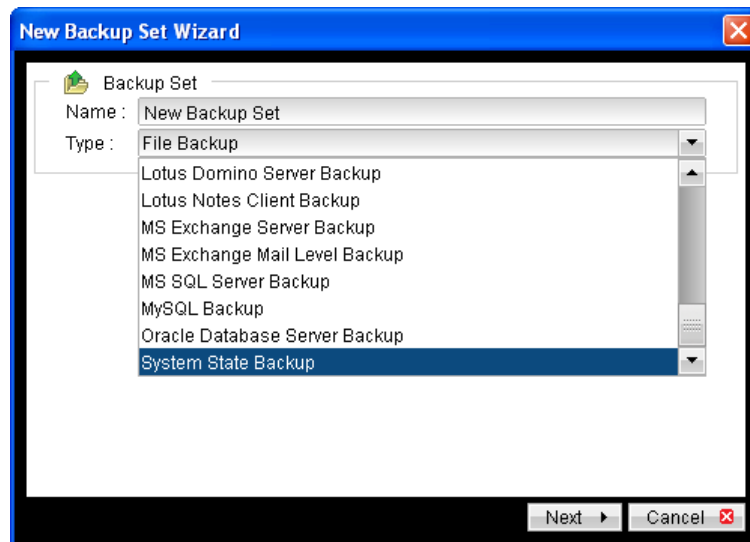 New Backup Set Wizard
Backup Set
Name : New Backup Set
Type : File Backup
Lotus Domino Server Backup
Lotus Notes Client Backup
MS Exchange Server Backup
MS Exchange Mail Level Backup
MS SQL Server Backup
MySQL Backup
Oracle Database Server Backup
System State Backup
Next Cancel